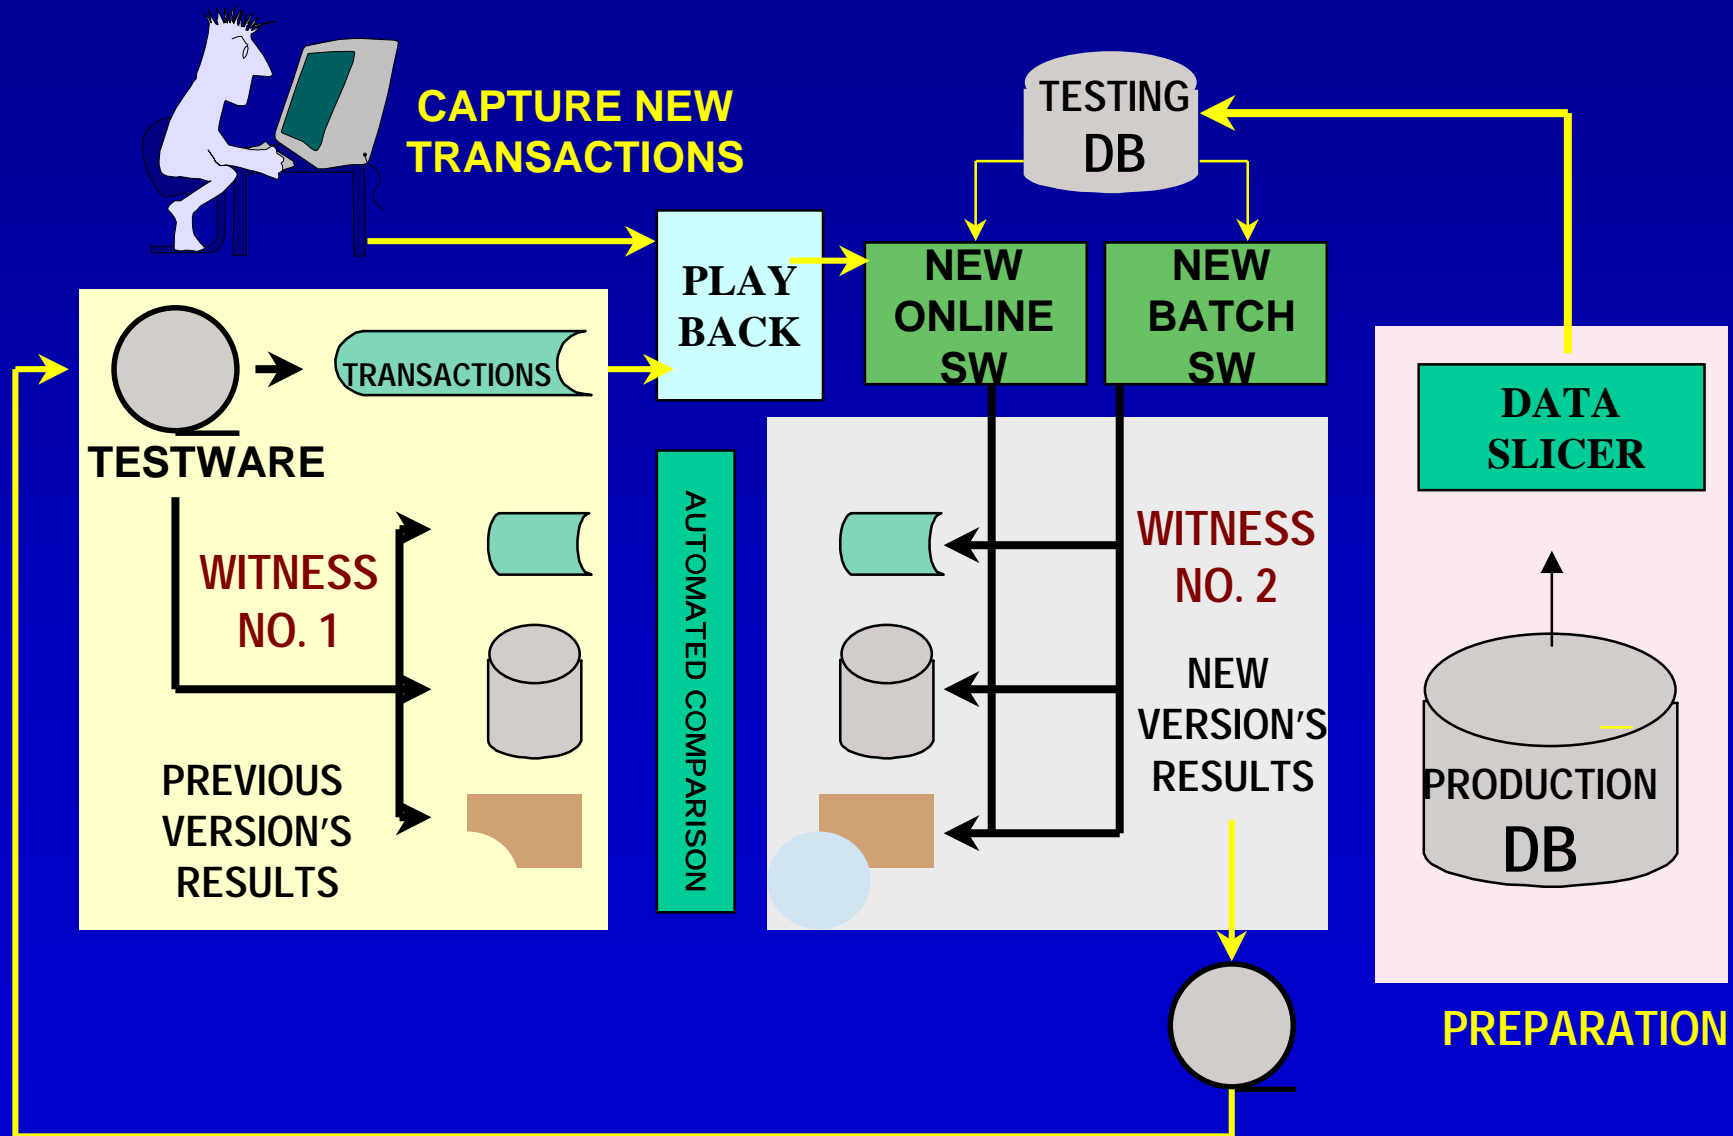 CAPTURE NEW
TRANSACTIONS
TESTING
DB
PLAY
BACK
NEW
ONLINE
SW
NEW
BATCH
SW
TRANSACTIONS
TESTWARE
DATA
SLICER
WITNESS
NO. 1
AUTOMATED COMPARISON
WITNESS
NO. 2
NEW
VERSION'S
RESULTS
PREVIOUS
VERSION'S
RESULTS
PRODUCTION
DB
PREPARATION